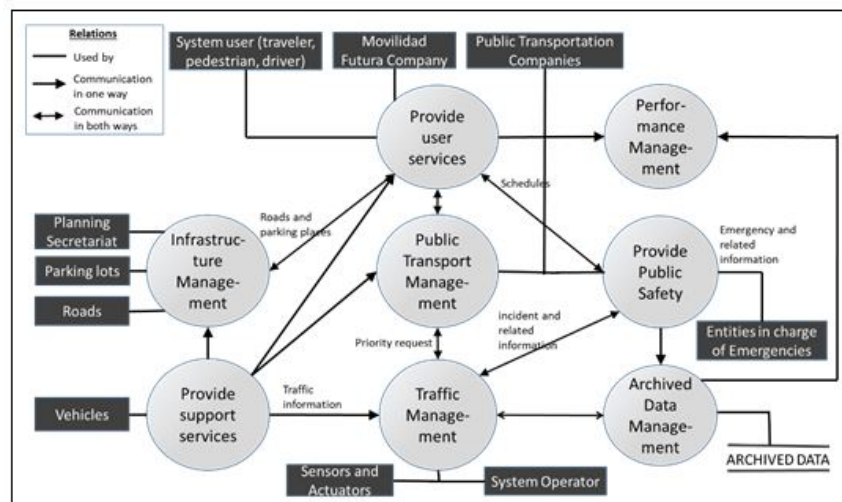 Relations
Used by
Communication
in one way
Communication
in both ways
System user (traveler,
pedestrian, driver)
Movilidad
Futura Company
Public Transportation
Companies
Provide
user
services
Perfor-
mance
Manage-
ment
Schedules
Planning
Secretariat
Parking lots
Roads
Infrastruc-
ture
Manage-
ment
Roads and
parking places
Public
Transport
Manage-
ment
Provide
Public
Safety
Emergency and
related
information
Entities in charge
of Emergencies
Priority request
incident and
related
information
Vehicles
Provide
support
services
Traffic
information
Traffic
Manage-
ment
Archived
Data
Manage-
ment
ARCHIVED DATA
Sensors and
Actuators
System Operator